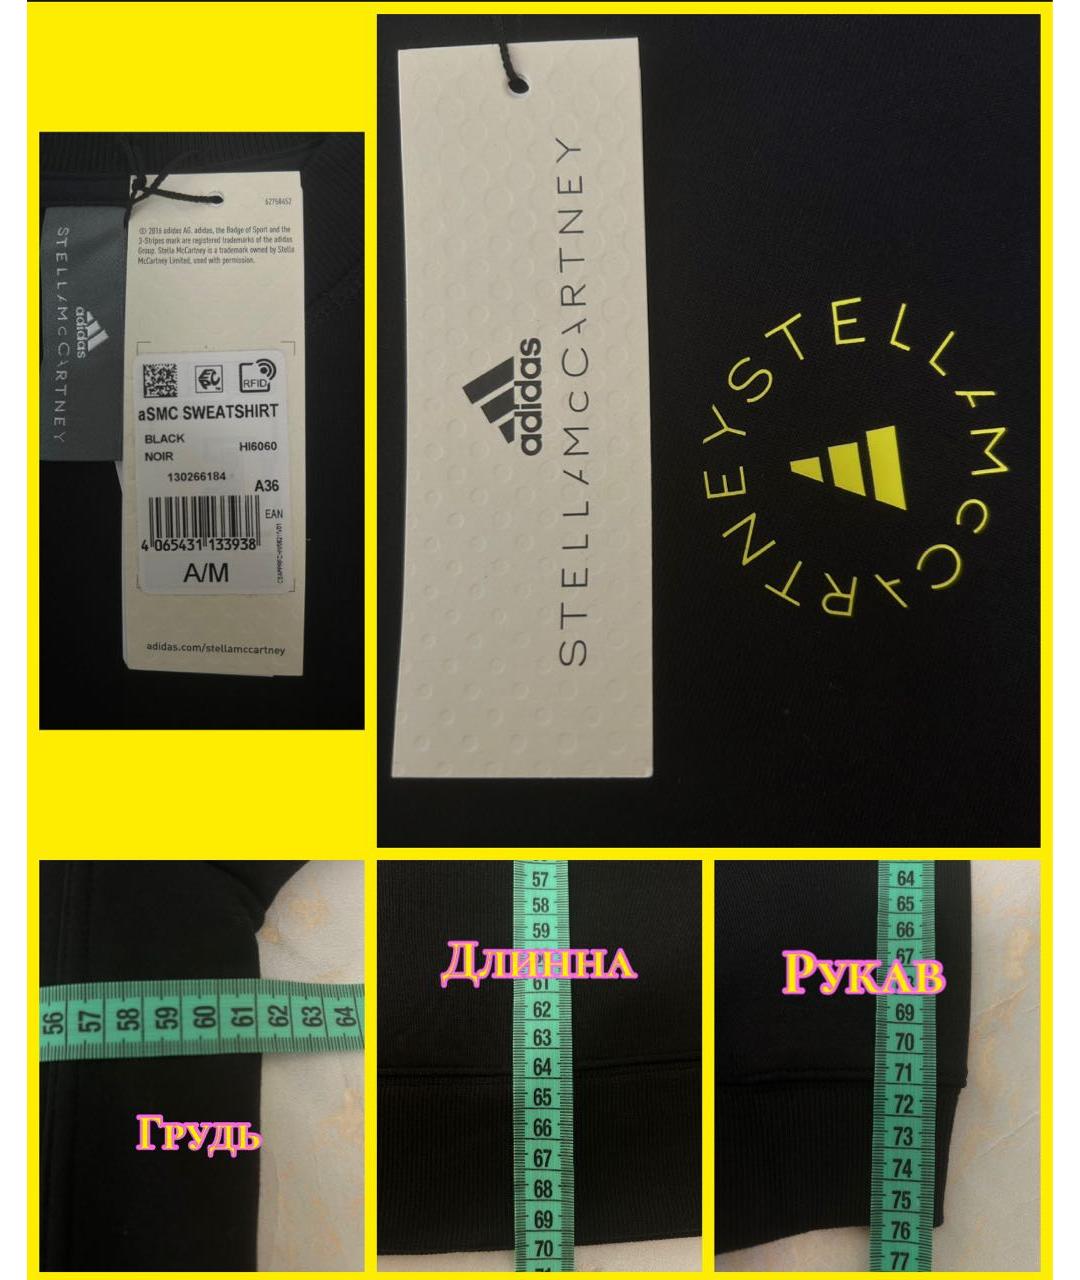 62758452
© 2016 adidas AG. adidas, the Badge of Sport and the
3-Stripes mark are registered trademarks of the adidas
Group. Stella McCartney is a trademark owned by Stella
McCartney Limited, used with permission.
STELLAMCCARTNEY
adidas
RFID
aSMC SWEATSHIRT
BLACK
NOIR
HI6060
130266184
A36
EAN
4 065431 133938
A/M
adidas.com/stellamccartney
adidas
STELLAMCCARTNEY
STELLAMCCARTNEY
56 57 58 59 60 61 62 63 64
Грудь
57
58
59
Длинна
61
62
63
64
65
66
67
68
69
70
64
65
66
67
Рукав
69
70
71
72
73
74
75
76
77